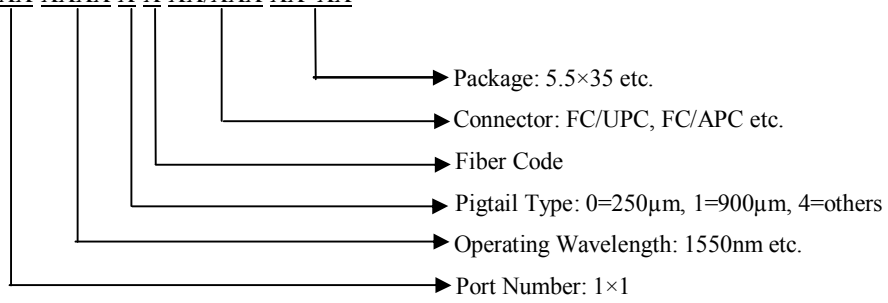 Package: 5.5×35 etc.
Connector: FC/UPC, FC/APC etc.
Fiber Code
Pigtail Type: 0=250µm, 1=900µm, 4=others
Operating Wavelength: 1550nm etc.
Port Number: 1×1